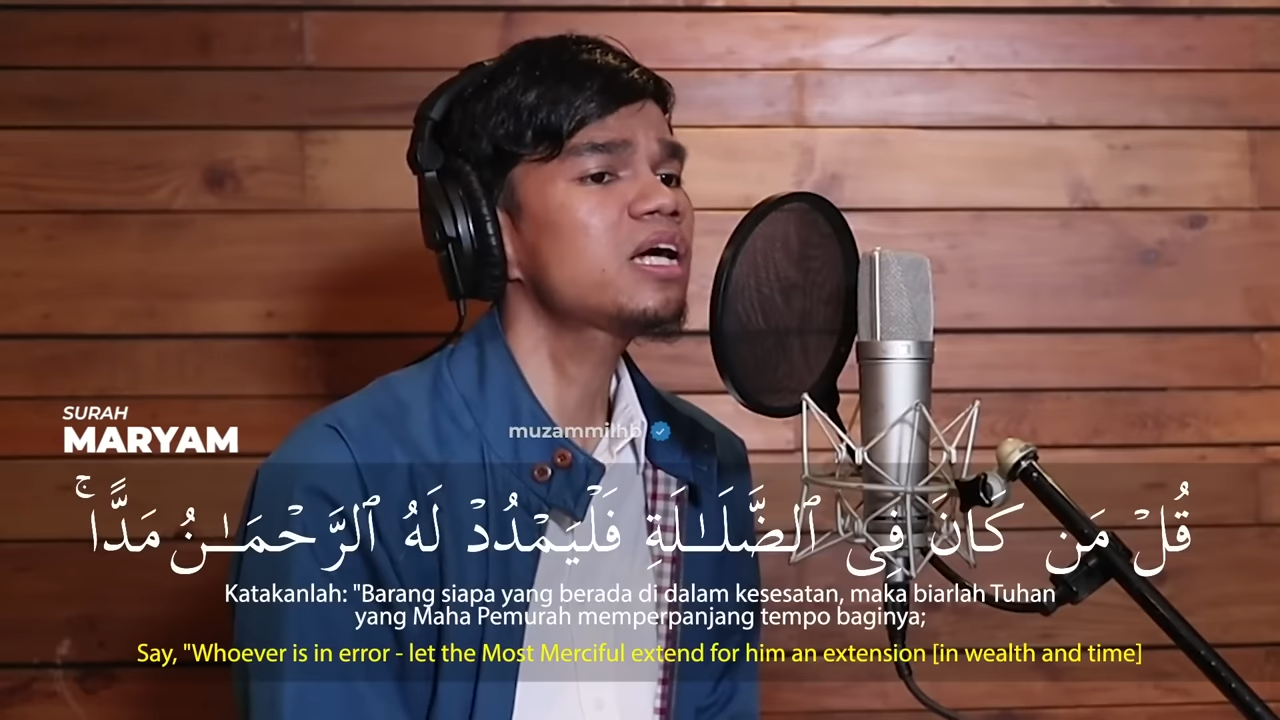 SURAH
MARYAM
muzammilhb
قُلْ مَن كَانَ فِى ٱلضَّلَـٰلَةِ فَلْيَمْدُدْ لَهُ ٱلرَّحْمَـٰنُ مَدًّا ۚ
Katakanlah: "Barang siapa yang berada di dalam kesesatan, maka biarlah Tuhan
yang Maha Pemurah memperpanjang tempo baginya;
Say, "Whoever is in error - let the Most Merciful extend for him an extension [in wealth and time]